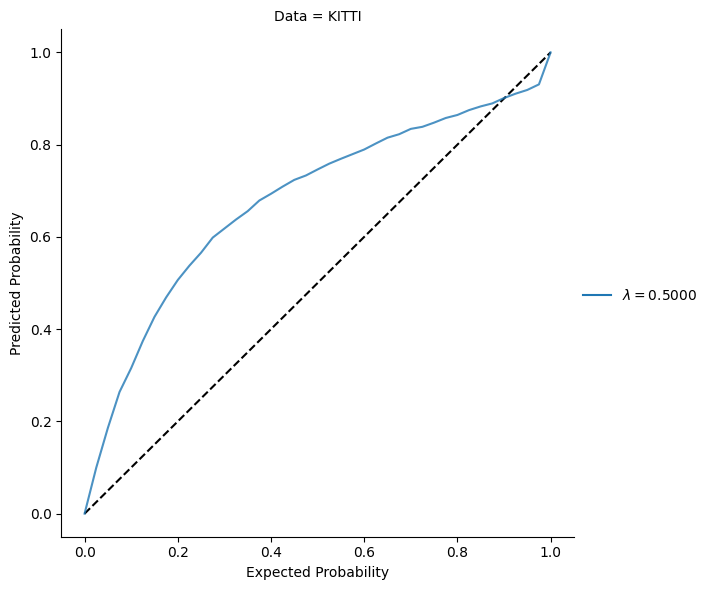 Data = KITTI
1.0
0.8
0.6
0.4
0.2
0.0
Predicted Probability
0.0 0.2 0.4 0.6 0.8 1.0
Expected Probability
λ = 0.5000